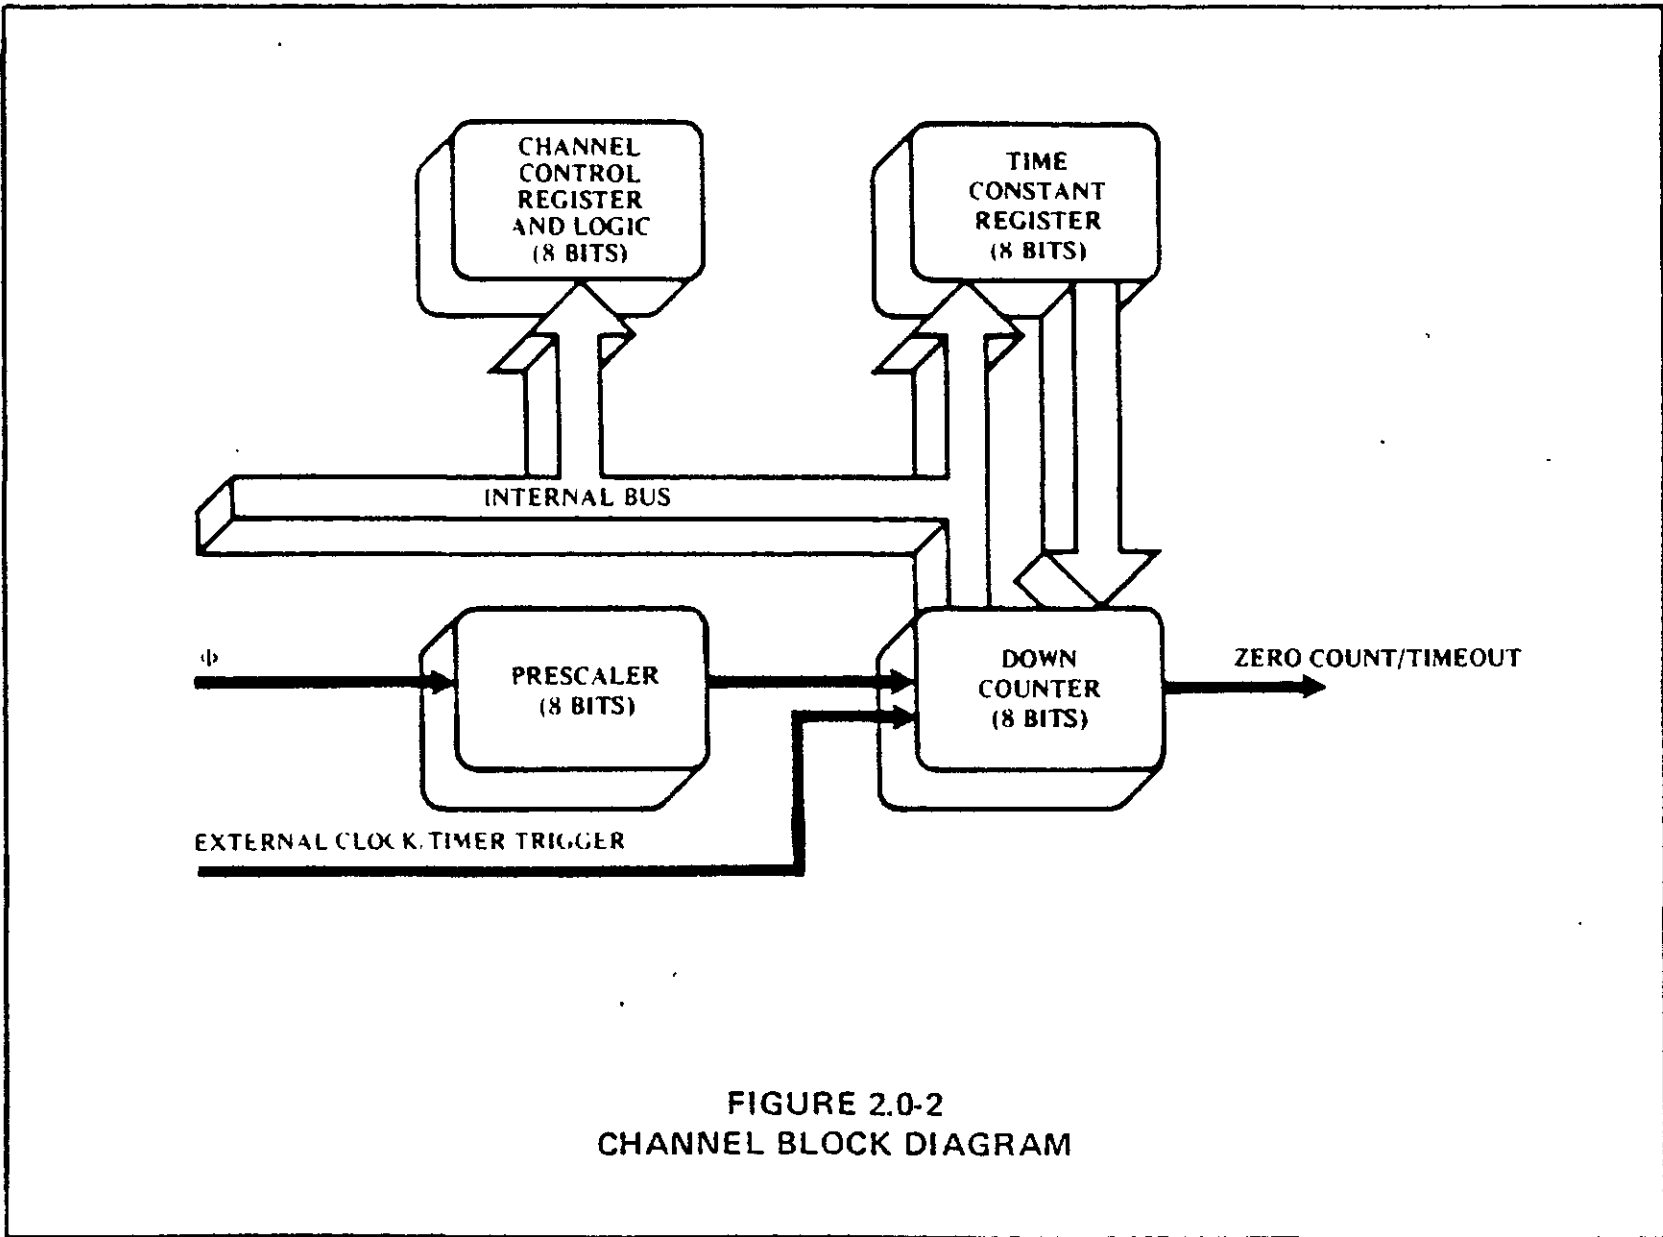 CHANNEL
CONTROL
REGISTER
AND LOGIC
(8 BITS)
TIME
CONSTANT
REGISTER
(8 BITS)
INTERNAL BUS
Φ
PRESCALER
(8 BITS)
DOWN
COUNTER
(8 BITS)
ZERO COUNT/TIMEOUT
EXTERNAL CLOCK, TIMER TRIGGER
FIGURE 2.0-2
CHANNEL BLOCK DIAGRAM